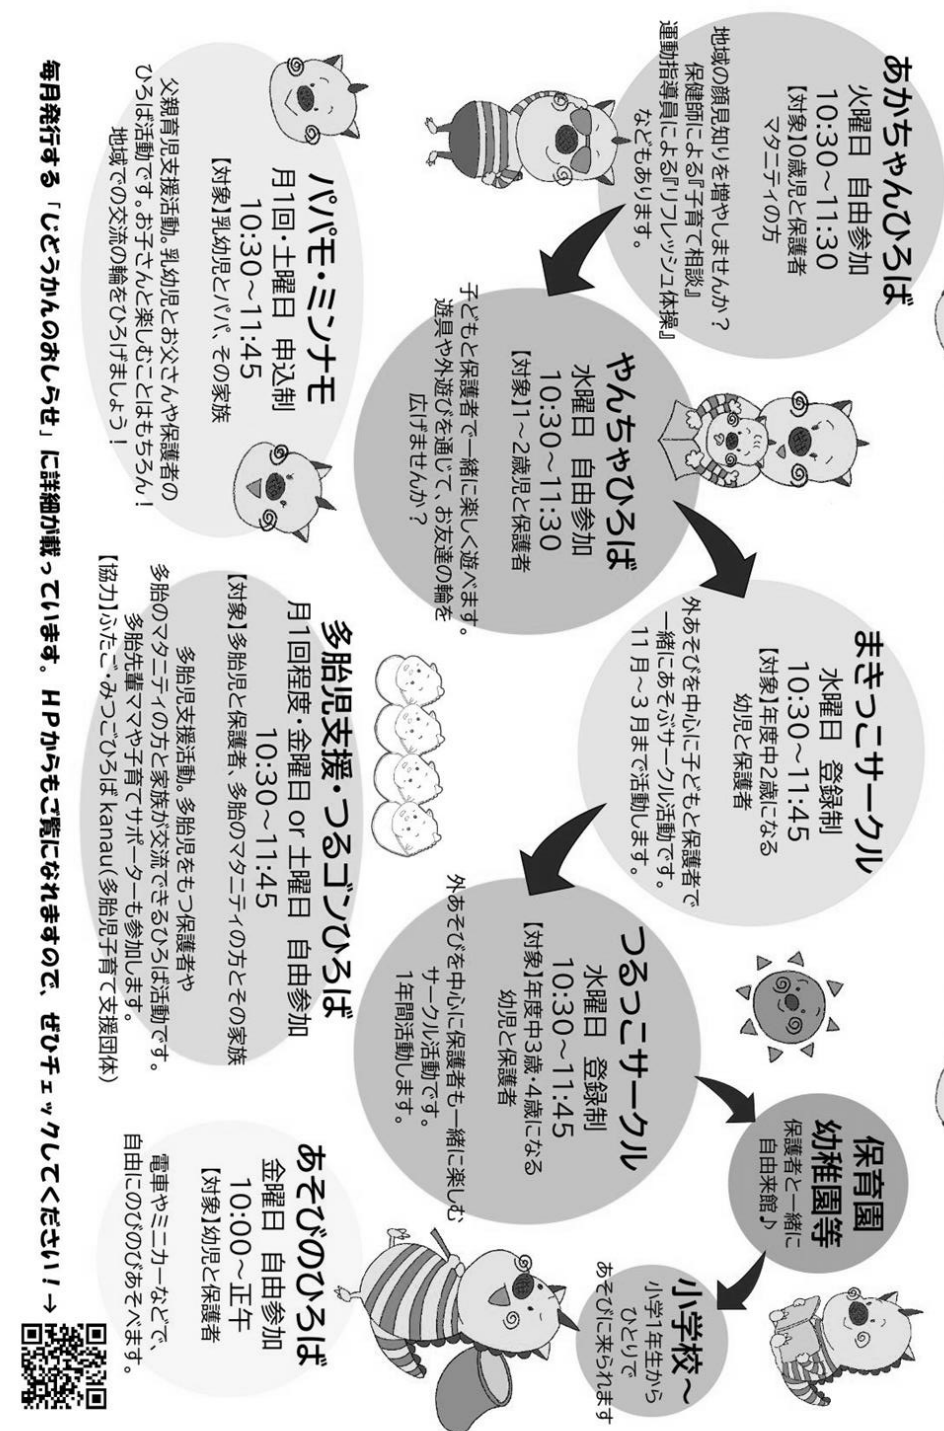 あかちゃんひろば
火曜日 自由参加
10:30～11:30
【対象】0歳児と保護者
マタニティの方
地域の顔見知りを増やしませんか？
保健師による『子育て相談』
運動指導員による『リフレッシュ体操』
などもあります。
やんちゃひろば
水曜日 自由参加
10:30～11:30
【対象】1～2歳児と保護者
子どもと保護者で一緒に楽しく遊べます。
遊具や外遊びを通じて、お友達の輪を
広げませんか？
まきっこサークル
水曜日 登録制
10:30～11:45
【対象】年度中2歳になる
幼児と保護者
外あそびを中心に子どもと保護者で
一緒にあそぶサークル活動です。
11月～3月まで活動します。
つるっこサークル
水曜日 登録制
10:30～11:45
【対象】年度中3歳・4歳になる
幼児と保護者
外あそびを中心に保護者も一緒に楽しむ
サークル活動です。
1年間活動します。
保育園
幼稚園等
保護者と一緒に
自由来館♪
小学校～
小学1年生から
ひとりで
あそびに来られます
パパモ・ミンナモ
月1回・土曜日 申込制
10:30～11:45
【対象】乳幼児とパパ、その家族
父親育児支援活動。乳幼児とお父さんや保護者の
ひろば活動です。お子さんと楽しむことはもちろん！
地域での交流の輪をひろげましょう！
多胎児支援・つるゴンひろば
月1回程度・金曜日 or 土曜日 自由参加
10:30～11:45
【対象】多胎児と保護者、多胎のマタニティの方とその家族
多胎児支援活動。多胎児をもつ保護者や
多胎のマタニティの方と家族が交流できるひろば活動です。
多胎先輩ママや子育てサポーターも参加します。
【協力】ふたご・みつごひろば kanau（多胎児子育て支援団体）
あそびのひろば
金曜日 自由参加
10:00～正午
【対象】幼児と保護者
電車やミニカーなどで、
自由にのびのびあそべます。
毎月発行する「じどうかんのおしらせ」に詳細が載っています。HPからもご覧になれますので、ぜひチェックしてください！→